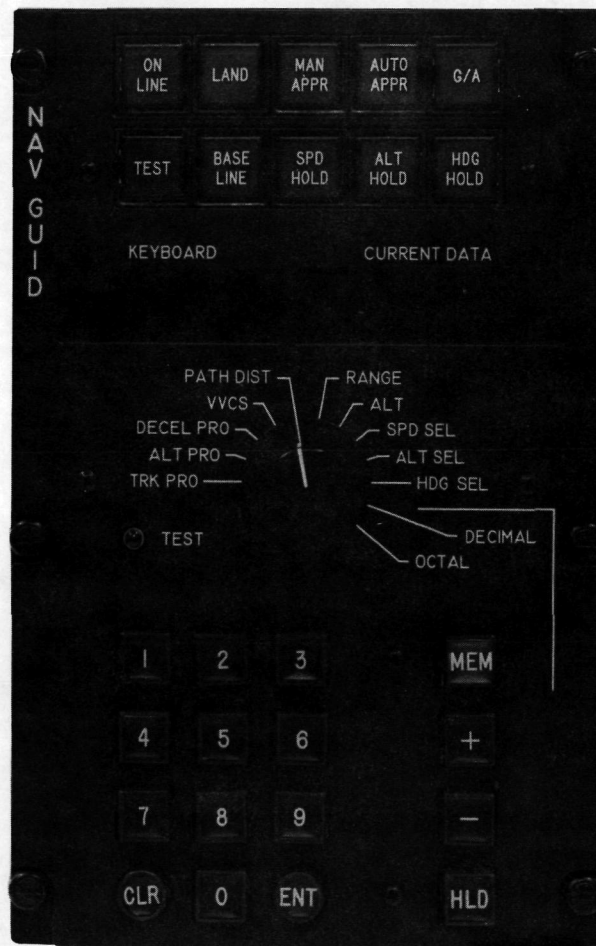 NAV GUID
ON LINE
LAND
MAN APPR
AUTO APPR
G/A
TEST
BASE LINE
SPD HOLD
ALT HOLD
HDG HOLD
KEYBOARD
CURRENT DATA
PATH DIST
RANGE
VVCS
ALT
DECEL PRO
SPD SEL
ALT PRO
ALT SEL
TRK PRO
HDG SEL
TEST
DECIMAL
OCTAL
1 2 3 MEM
4 5 6 +
7 8 9 -
CLR 0 ENT HLD